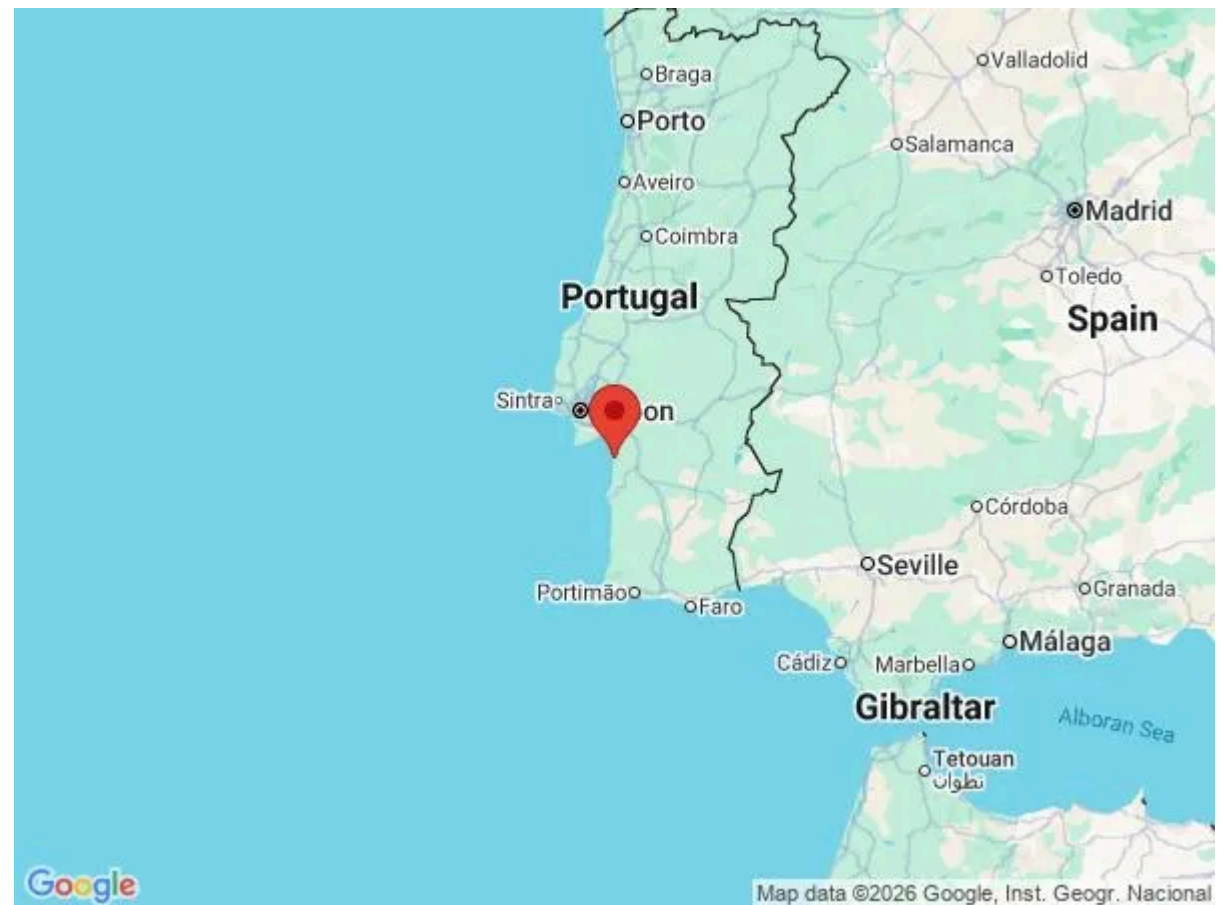 Braga
Valladolid
Porto
Salamanca
Aveiro
Madrid
Coimbra
Toledo
Portugal
Spain
Sintra
on
Córdoba
Seville
Portimão
Granada
Faro
Málaga
Cádiz
Marbella
Gibraltar
Alboran Sea
Tetouan
تطوان
Google
Map data ©2026 Google, Inst. Geogr. Nacional